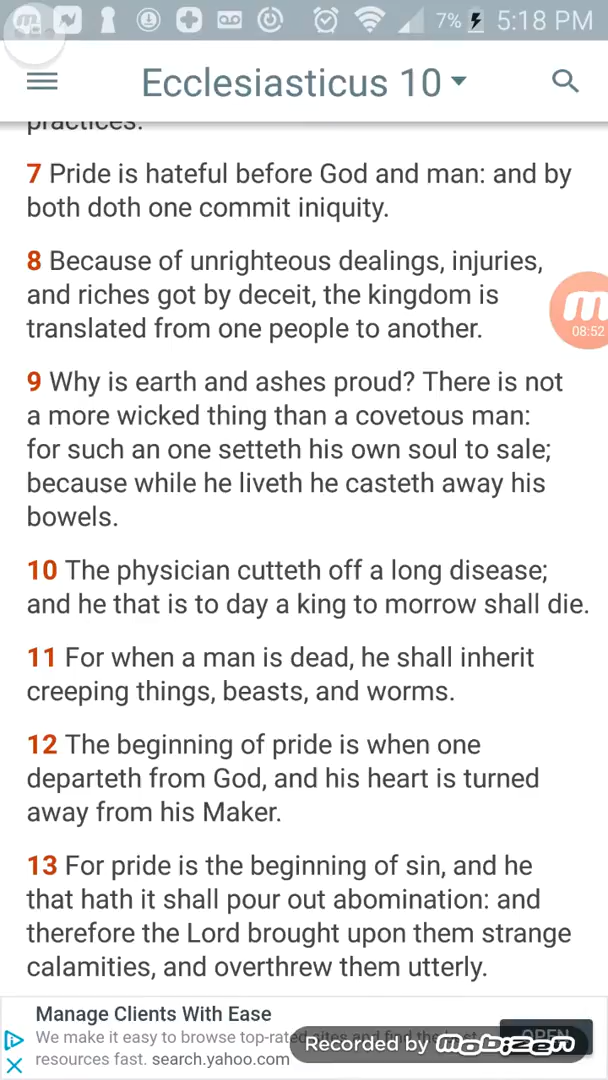 7% 5:18 PM
Ecclesiasticus 10
practices.
7 Pride is hateful before God and man: and by
both doth one commit iniquity.
8 Because of unrighteous dealings, injuries,
and riches got by deceit, the kingdom is
translated from one people to another.
08:52
9 Why is earth and ashes proud? There is not
a more wicked thing than a covetous man:
for such an one setteth his own soul to sale;
because while he liveth he casteth away his
bowels.
10 The physician cutteth off a long disease;
and he that is to day a king to morrow shall die.
11 For when a man is dead, he shall inherit
creeping things, beasts, and worms.
12 The beginning of pride is when one
departeth from God, and his heart is turned
away from his Maker.
13 For pride is the beginning of sin, and he
that hath it shall pour out abomination: and
therefore the Lord brought upon them strange
calamities, and overthrew them utterly.
Manage Clients With Ease
We make it easy to browse top-rated sites and find the best
OPEN
resources fast. search.yahoo.com
Recorded by mobizen